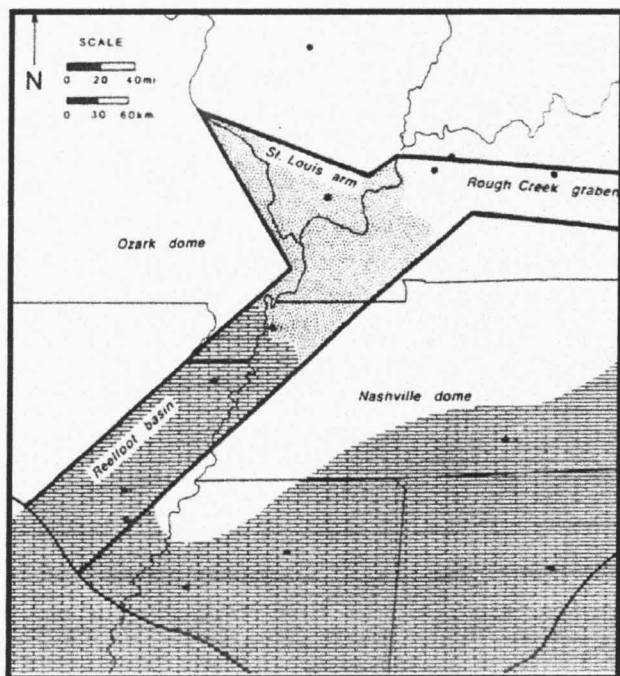 SCALE
0 20 40mi
0 30 60km
N
St. Louis arm
Rough Creek graben
Ozark dome
Nashville dome
Reelfoot basin